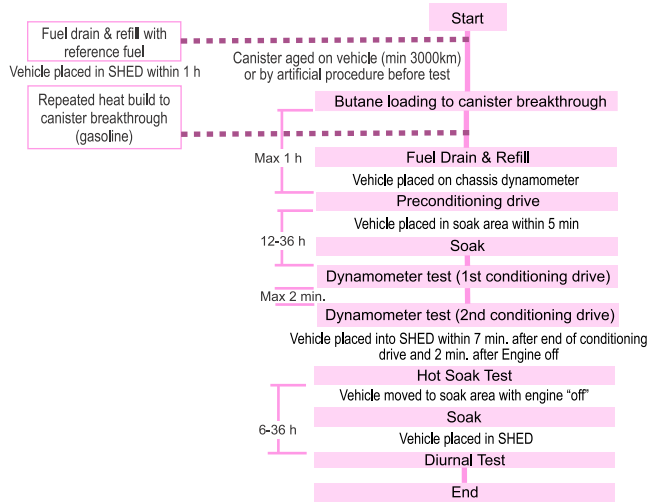 Start
Fuel drain & refill with
reference fuel
Vehicle placed in SHED within 1 h
Canister aged on vehicle (min 3000km)
or by artificial procedure before test
Repeated heat build to
canister breakthrough
(gasoline)
Butane loading to canister breakthrough
Max 1 h
Fuel Drain & Refill
Vehicle placed on chassis dynamometer
Preconditioning drive
Vehicle placed in soak area within 5 min
12-36 h
Soak
Dynamometer test (1st conditioning drive)
Max 2 min.
Dynamometer test (2nd conditioning drive)
Vehicle placed into SHED within 7 min. after end of conditioning
drive and 2 min. after Engine off
Hot Soak Test
Vehicle moved to soak area with engine “off”
Soak
6-36 h
Vehicle placed in SHED
Diurnal Test
End